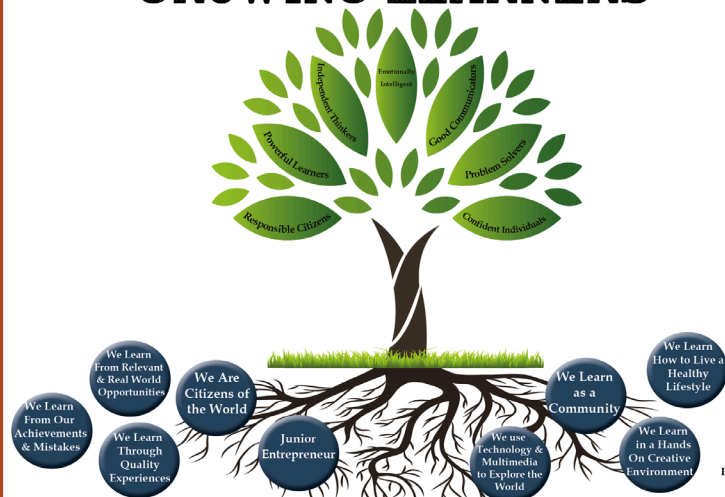 GROWING LEARNERS
Emotionally
Intelligent
Independent Thinkers
Good Communicators
Powerful Learners
Problem Solvers
Responsible Citizens
Confident Individuals
We Learn
From Relevant
& Real World
Opportunities
We Learn
From Our
Achievements
& Mistakes
We Learn
Through
Quality
Experiences
We Are
Citizens of
the World
Junior
Entrepreneur
We use
Technology &
Multimedia
to Explore the
World
We Learn
as a
Community
We Learn
How to Live a
Healthy
Lifestyle
We Learn
in a Hands
On Creative
Environment